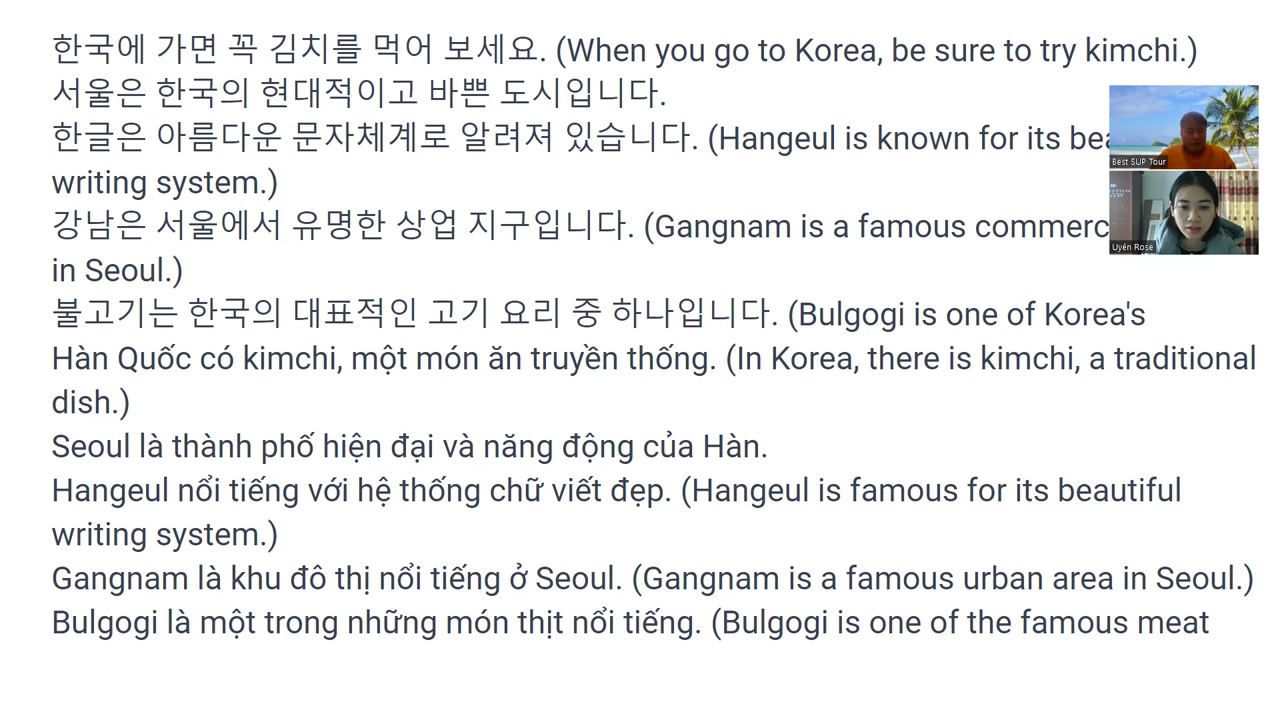 한국에 가면 꼭 김치를 먹어 보세요. (When you go to Korea, be sure to try kimchi.)
서울은 한국의 현대적이고 바쁜 도시입니다.
한글은 아름다운 문자체계로 알려져 있습니다. (Hangeul is known for its
writing system.)
강남은 서울에서 유명한 상업 지구입니다. (Gangnam is a famous
in Seoul.)
불고기는 한국의 대표적인 고기 요리 중 하나입니다. (Bulgogi is one of Korea's
Hàn Quốc có kimchi, một món ăn truyền thống. (In Korea, there is kimchi, a traditional
dish.)
Seoul là thành phố hiện đại và năng động của Hàn.
Hangeul nổi tiếng với hệ thống chữ viết đẹp. (Hangeul is famous for its beautiful
writing system.)
Gangnam là khu đô thị nổi tiếng ở Seoul. (Gangnam is a famous urban area in Seoul.)
Bulgogi là một trong những món thịt nổi tiếng. (Bulgogi is one of the famous meat
Best SUP Tour
Uyên Rose